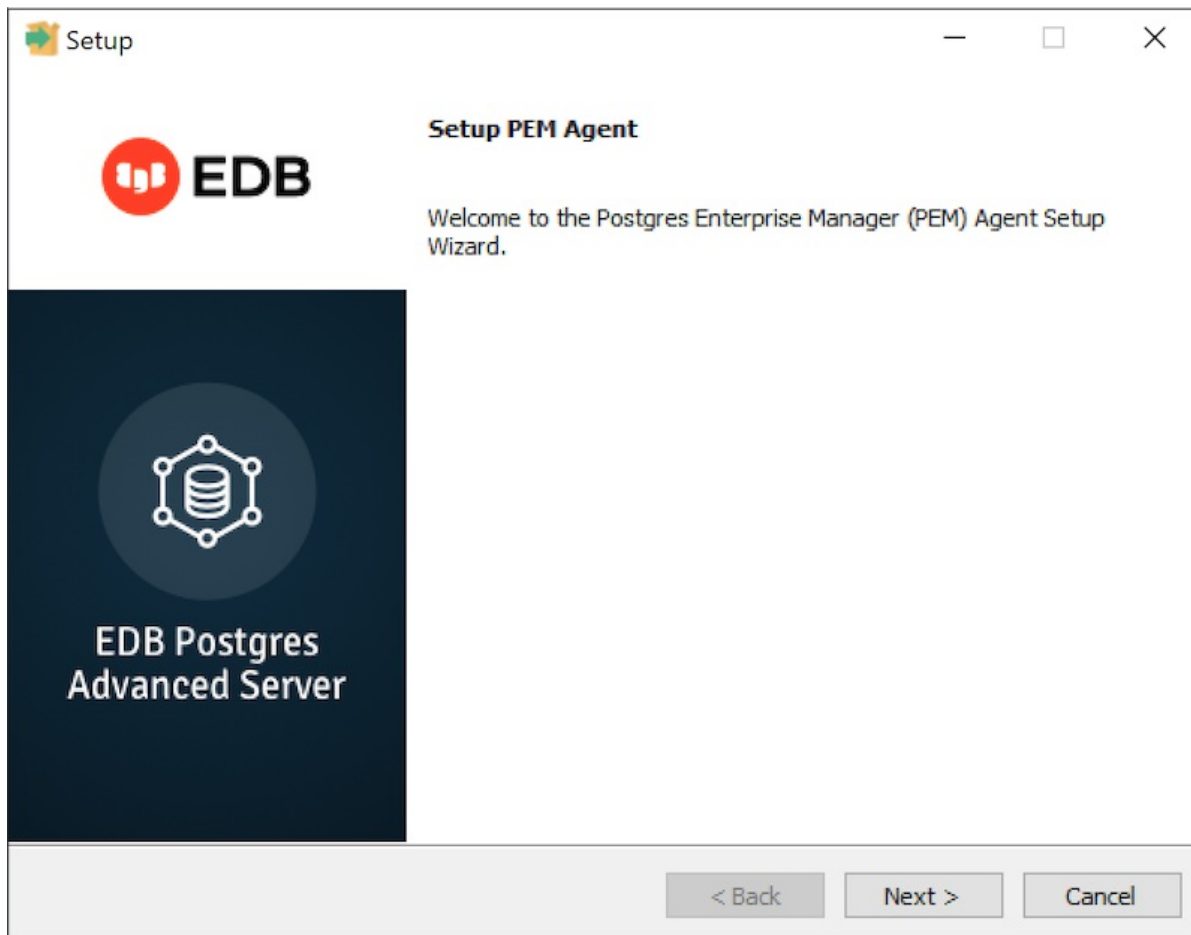 Setup
EDB
Setup PEM Agent
Welcome to the Postgres Enterprise Manager (PEM) Agent Setup
Wizard.
EDB Postgres
Advanced Server
< Back
Next >
Cancel